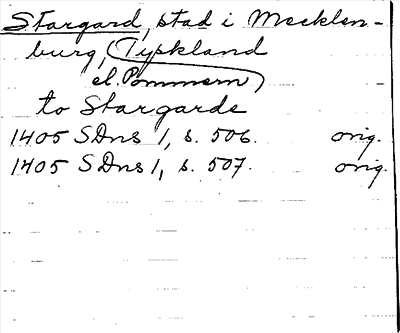 Stargard, stad i Mecklen-
burg, (Tyskland
el. Pommern)
to Stargarde
1405 SDns 1, s. 506. orig.
1405 SDns 1, s. 507. orig.